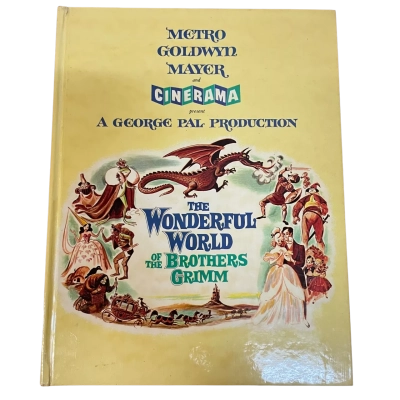 METRO
GOLDWYN
MAYER
and
CINERAMA
present
A GEORGE PAL PRODUCTION
THE
WONDERFUL
WORLD
OF THE BROTHERS
GRIMM